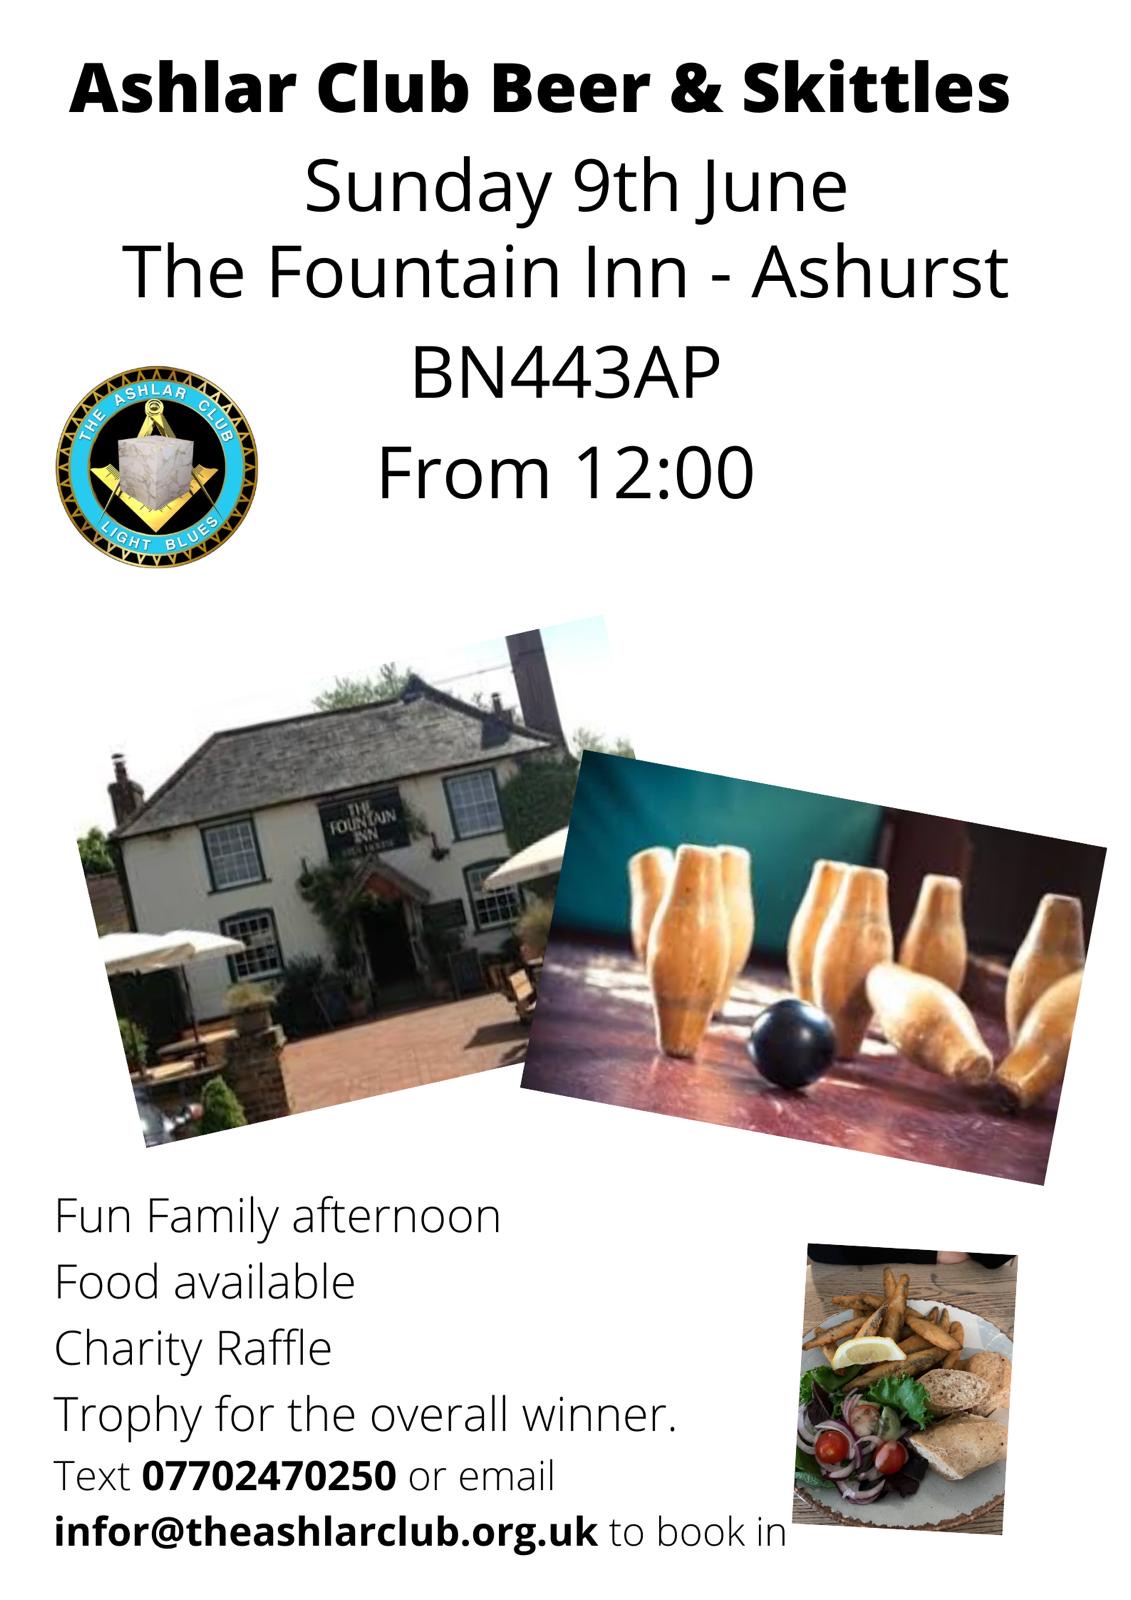 Ashlar Club Beer & Skittles
Sunday 9th June
The Fountain Inn - Ashurst
BN443AP
From 12:00
THE ASHLAR CLUB
LIGHT BLUES
THE
FOUNTAIN
INN
Fun Family afternoon
Food available
Charity Raffle
Trophy for the overall winner.
Text 07702470250 or email
infor@theashlarclub.org.uk to book in